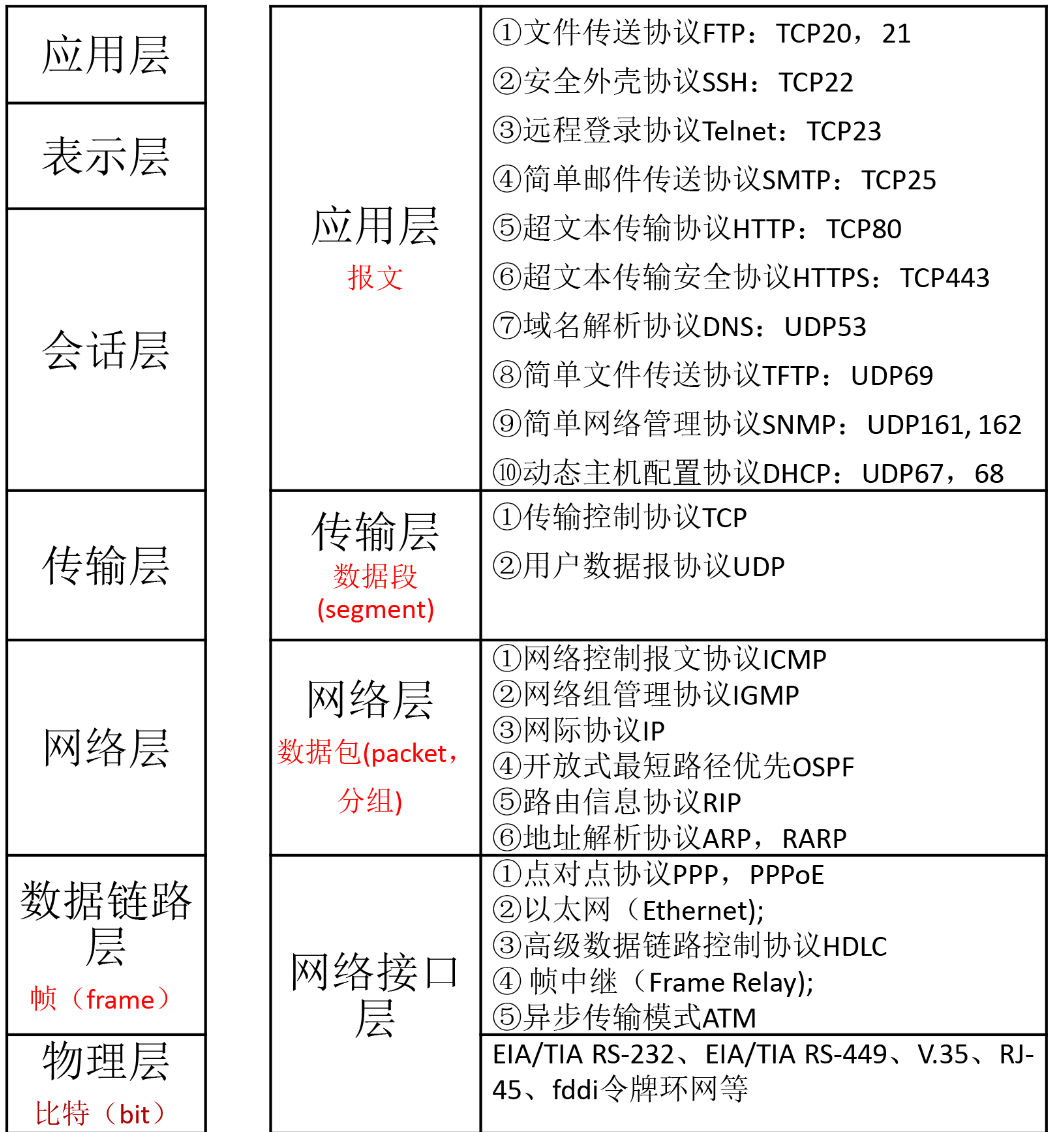 应用层
表示层
会话层
传输层
网络层
数据链路
层
帧（frame）
物理层
比特（bit）
应用层
报文
①文件传送协议FTP：TCP20，21
②安全外壳协议SSH：TCP22
③远程登录协议Telnet：TCP23
④简单邮件传送协议SMTP：TCP25
⑤超文本传输协议HTTP：TCP80
⑥超文本传输安全协议HTTPS：TCP443
⑦域名解析协议DNS：UDP53
⑧简单文件传送协议TFTP：UDP69
⑨简单网络管理协议SNMP：UDP161, 162
⑩动态主机配置协议DHCP：UDP67，68
传输层
数据段
(segment)
①传输控制协议TCP
②用户数据报协议UDP
网络层
数据包(packet，
分组)
①网络控制报文协议ICMP
②网络组管理协议IGMP
③网际协议IP
④开放式最短路径优先OSPF
⑤路由信息协议RIP
⑥地址解析协议ARP，RARP
网络接口
层
①点对点协议PPP，PPPoE
②以太网（Ethernet);
③高级数据链路控制协议HDLC
④ 帧中继（Frame Relay);
⑤异步传输模式ATM
EIA/TIA RS-232、EIA/TIA RS-449、V.35、RJ-
45、fddi令牌环网等